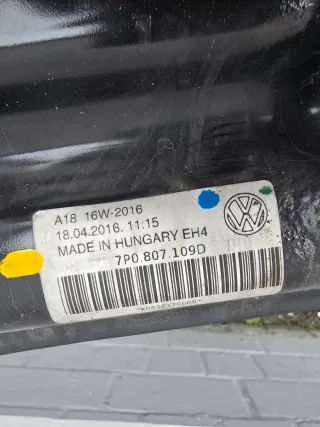 A18 16W-2016
18.04.2016. 11:15
MADE IN HUNGARY EH4
7P0.807.109D